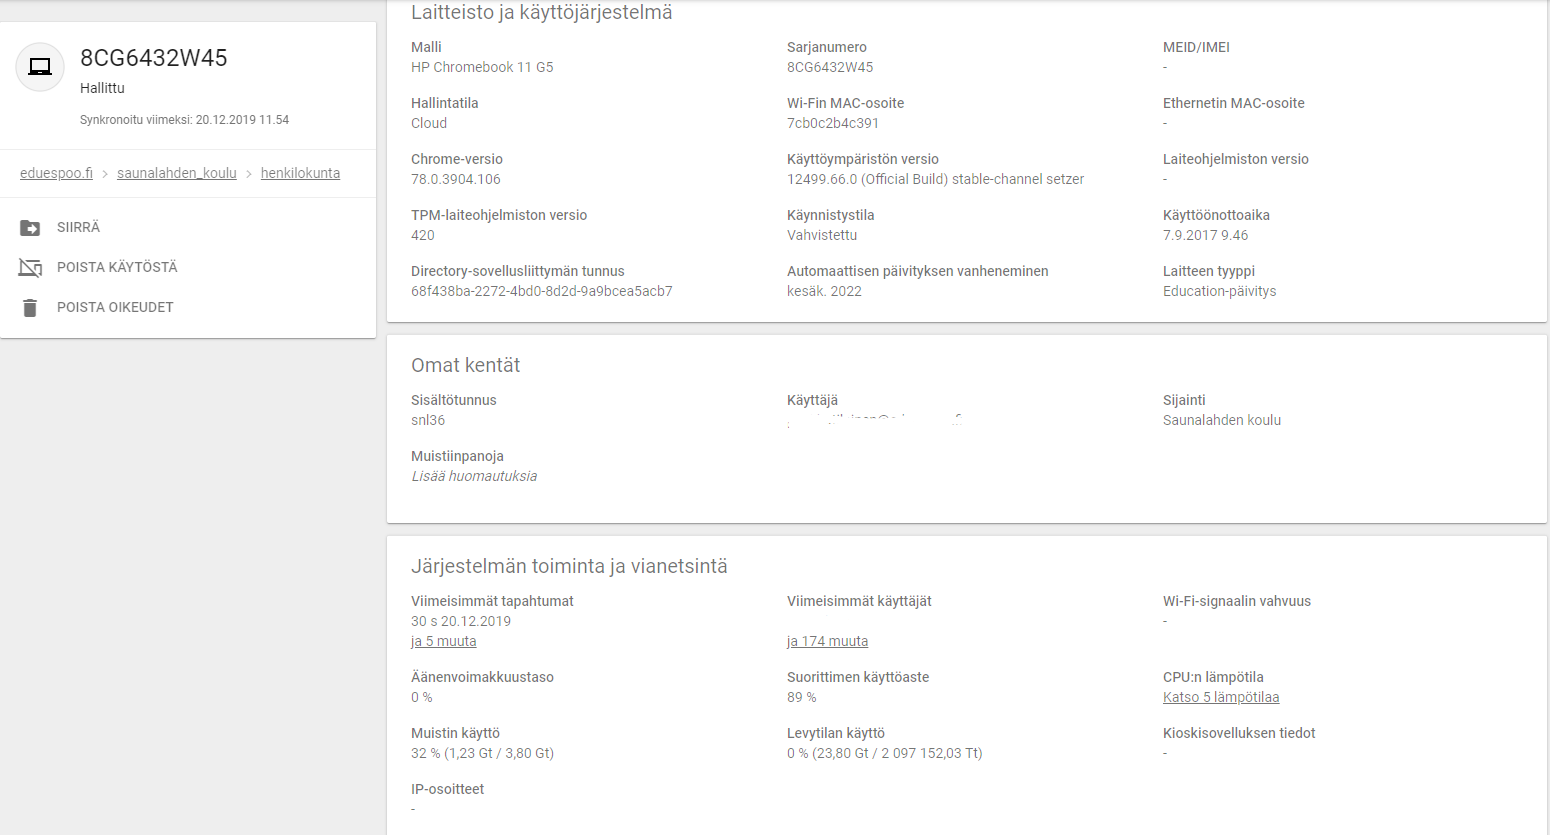 8CG6432W45
Hallittu
Synkronoitu viimeksi: 20.12.2019 11.54
eduespoo.fi > saunalahden_koulu > henkilokunta
SIIRRÄ
POISTA KÄYTÖSTÄ
POISTA OIKEUDET
Laitteisto ja käyttöjärjestelmä
Malli
HP Chromebook 11 G5
Sarjanumero
8CG6432W45
MEID/IMEI
-
Hallintatila
Cloud
Wi-Fin MAC-osoite
7cb0c2b4c391
Ethernetin MAC-osoite
-
Chrome-versio
78.0.3904.106
Käyttöympäristön versio
12499.66.0 (Official Build) stable-channel setzer
Laiteohjelmiston versio
-
TPM-laiteohjelmiston versio
420
Käynnistystila
Vahvistettu
Käyttöönottoaika
7.9.2017 9.46
Directory-sovellusliittymän tunnus
68f438ba-2272-4bd0-8d2d-9a9bcea5acb7
Automaattisen päivityksen vanheneminen
kesäk. 2022
Laitteen tyyppi
Education-päivitys
Omat kentät
Sisältötunnus
snl36
Käyttäjä
Sijainti
Saunalahden koulu
Muistiinpanoja
Lisää huomautuksia
Järjestelmän toiminta ja vianetsintä
Viimeisimmät tapahtumat
30 s 20.12.2019
ja 5 muuta
Viimeisimmät käyttäjät
ja 174 muuta
Wi-Fi-signaalin vahvuus
-
Äänenvoimakkuustaso
0 %
Suorittimen käyttöaste
89 %
CPU:n lämpötila
Katso 5 lämpötilaa
Muistin käyttö
32 % (1,23 Gt / 3,80 Gt)
Levytilan käyttö
0 % (23,80 Gt / 2 097 152,03 Tt)
Kioskisovelluksen tiedot
-
IP-osoitteet
-